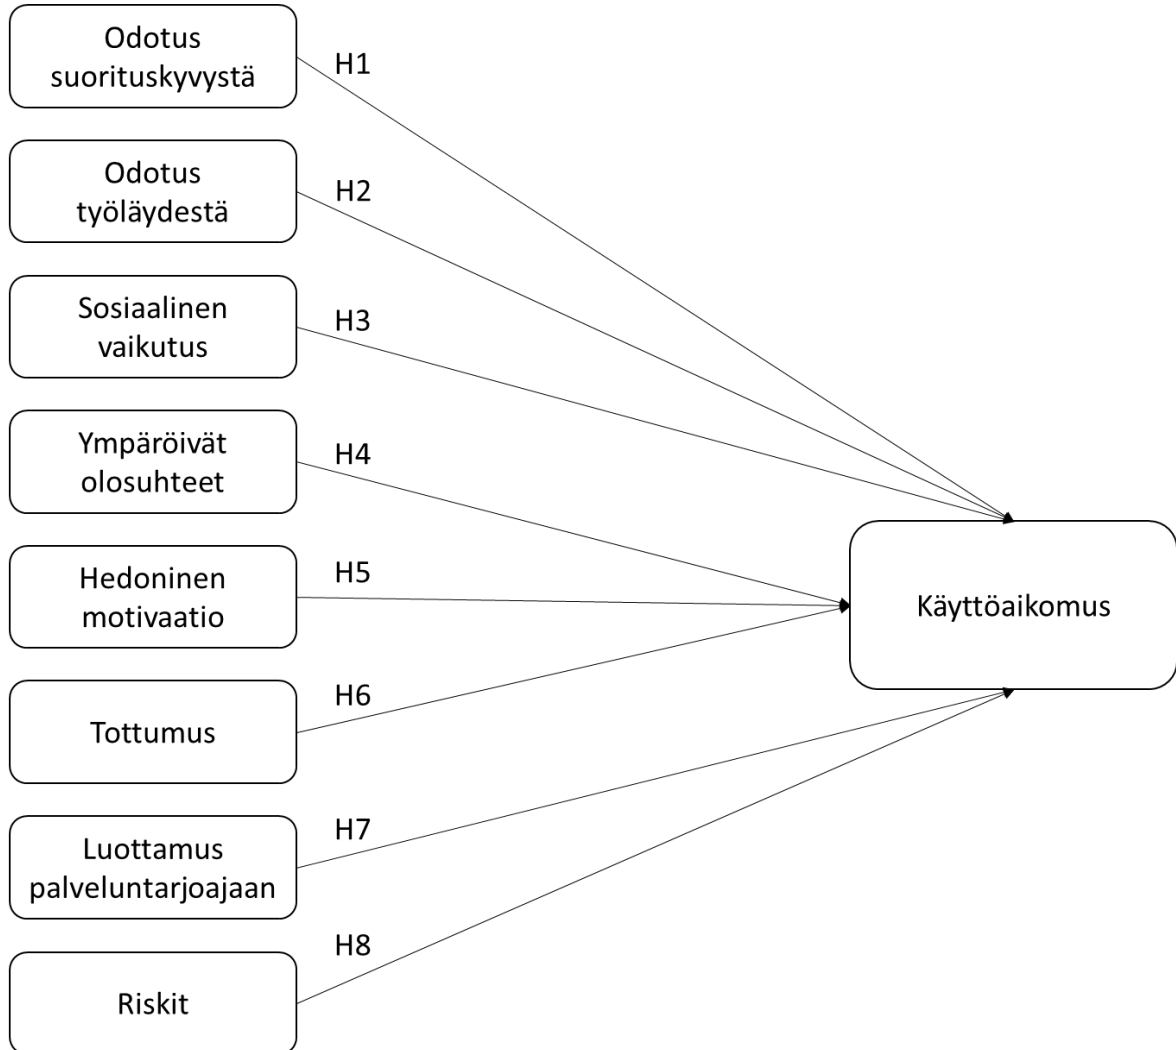 Odotus
suorituskyvystä
H1
Odotus
työläydestä
H2
Sosiaalinen
vaikutus
H3
Ympäröivät
olosuhteet
H4
Hedoninen
motivaatio
H5
Käyttöaikomus
Tottumus
H6
Luottamus
palveluntarjoajaan
H7
Riskit
H8